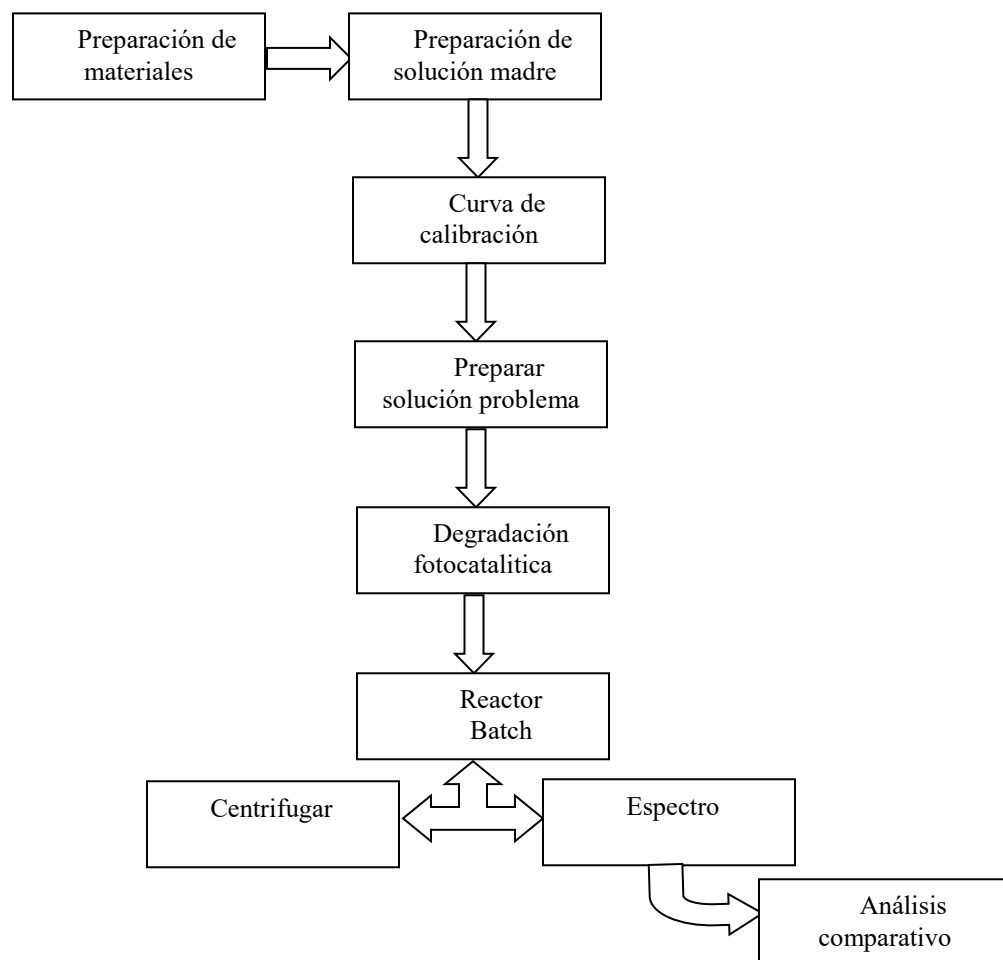 Preparación de
materiales
Preparación de
solución madre
Curva de
calibración
Preparar
solución problema
Degradación
fotocatalitica
Reactor
Batch
Centrifugar
Espectro
Análisis
comparativo